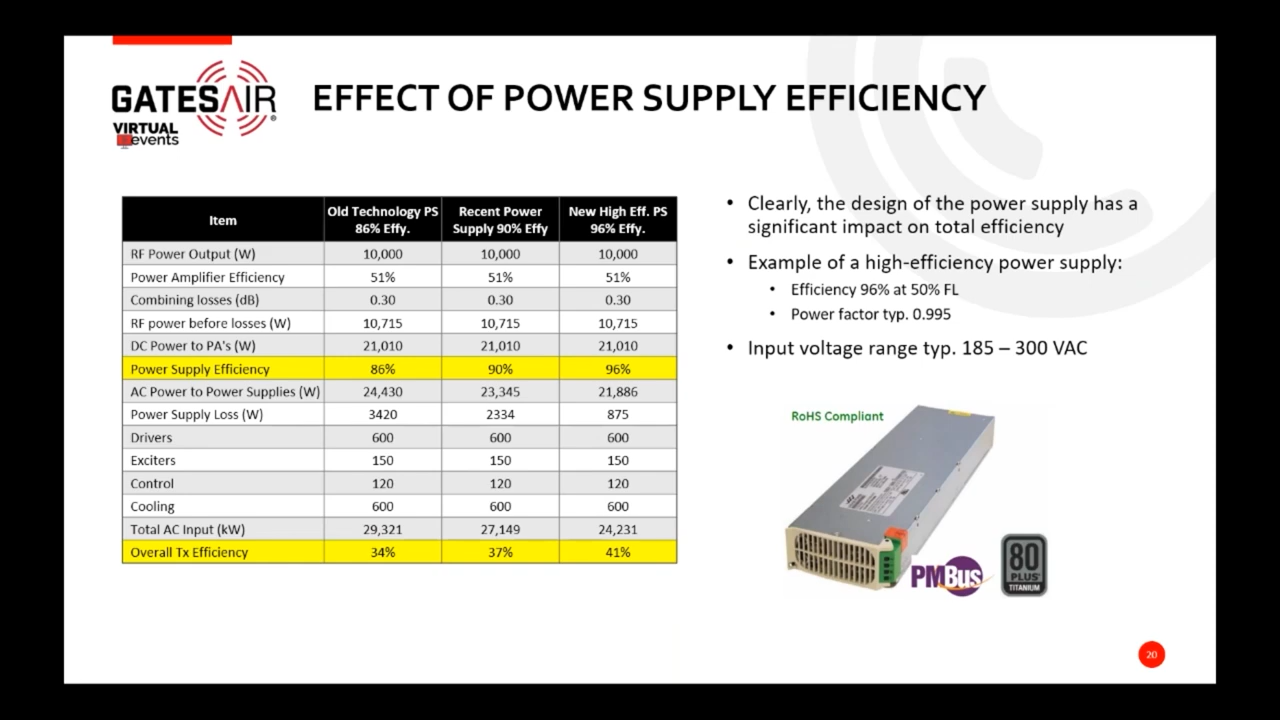 GATESAIR
VIRTUAL
events
EFFECT OF POWER SUPPLY EFFICIENCY
Item Old Technology PS 86% Effy. Recent Power Supply 90% Effy New High Eff. PS 96% Effy.
RF Power Output (W) 10,000 10,000 10,000
Power Amplifier Efficiency 51% 51% 51%
Combining losses (dB) 0.30 0.30 0.30
RF power before losses (W) 10,715 10,715 10,715
DC Power to PA's (W) 21,010 21,010 21,010
Power Supply Efficiency 86% 90% 96%
AC Power to Power Supplies (W) 24,430 23,345 21,886
Power Supply Loss (W) 3420 2334 875
Drivers 600 600 600
Exciters 150 150 150
Control 120 120 120
Cooling 600 600 600
Total AC Input (kW) 29,321 27,149 24,231
Overall Tx Efficiency 34% 37% 41%
• Clearly, the design of the power supply has a
significant impact on total efficiency
• Example of a high-efficiency power supply:
• Efficiency 96% at 50% FL
• Power factor typ. 0.995
• Input voltage range typ. 185 – 300 VAC
RoHS Compliant
PMBus
80
PLUS®
TITANIUM
20